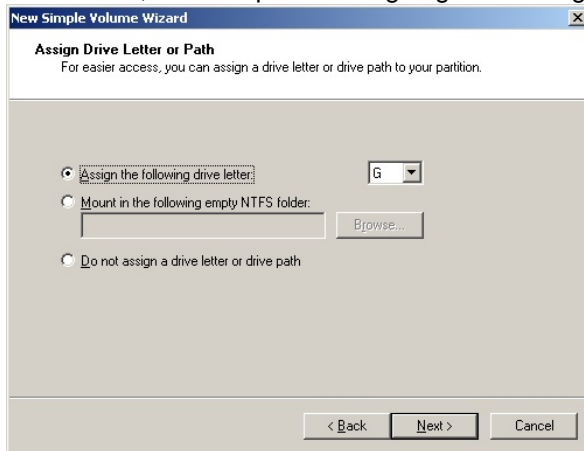 New Simple Volume Wizard
Assign Drive Letter or Path
For easier access, you can assign a drive letter or drive path to your partition.
Assign the following drive letter: G
Mount in the following empty NTFS folder:
Browse...
Do not assign a drive letter or drive path
< Back Next > Cancel